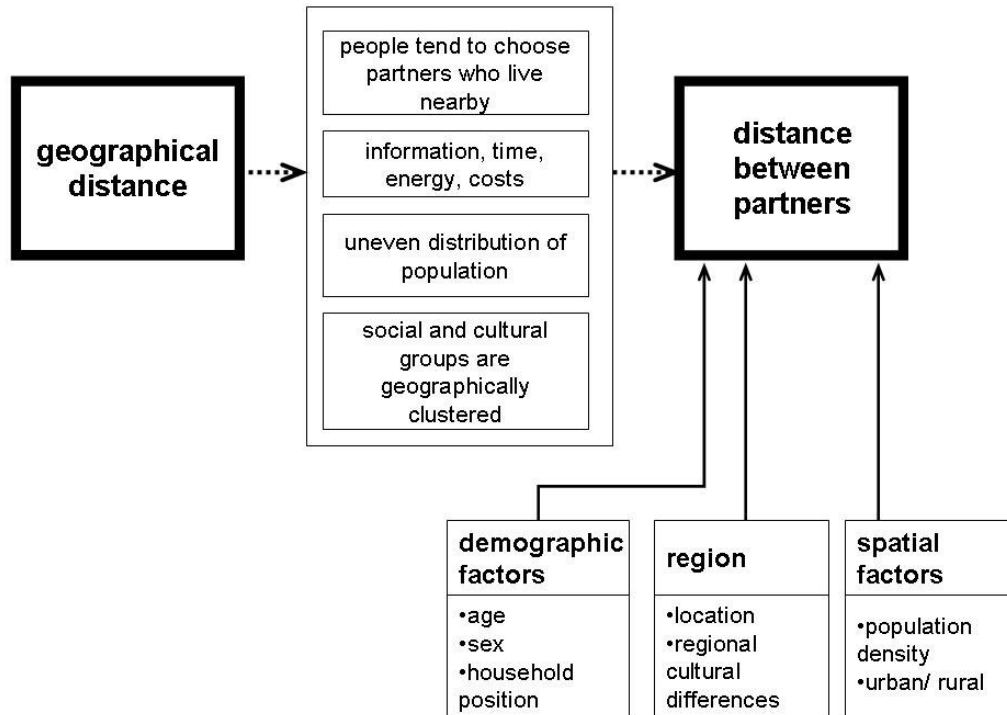 geographical
distance
people tend to choose
partners who live
nearby
information, time,
energy, costs
uneven distribution of
population
social and cultural
groups are
geographically
clustered
distance
between
partners
demographic
factors
•age
•sex
•household
position
region
•location
•regional
cultural
differences
spatial
factors
•population
density
•urban/ rural